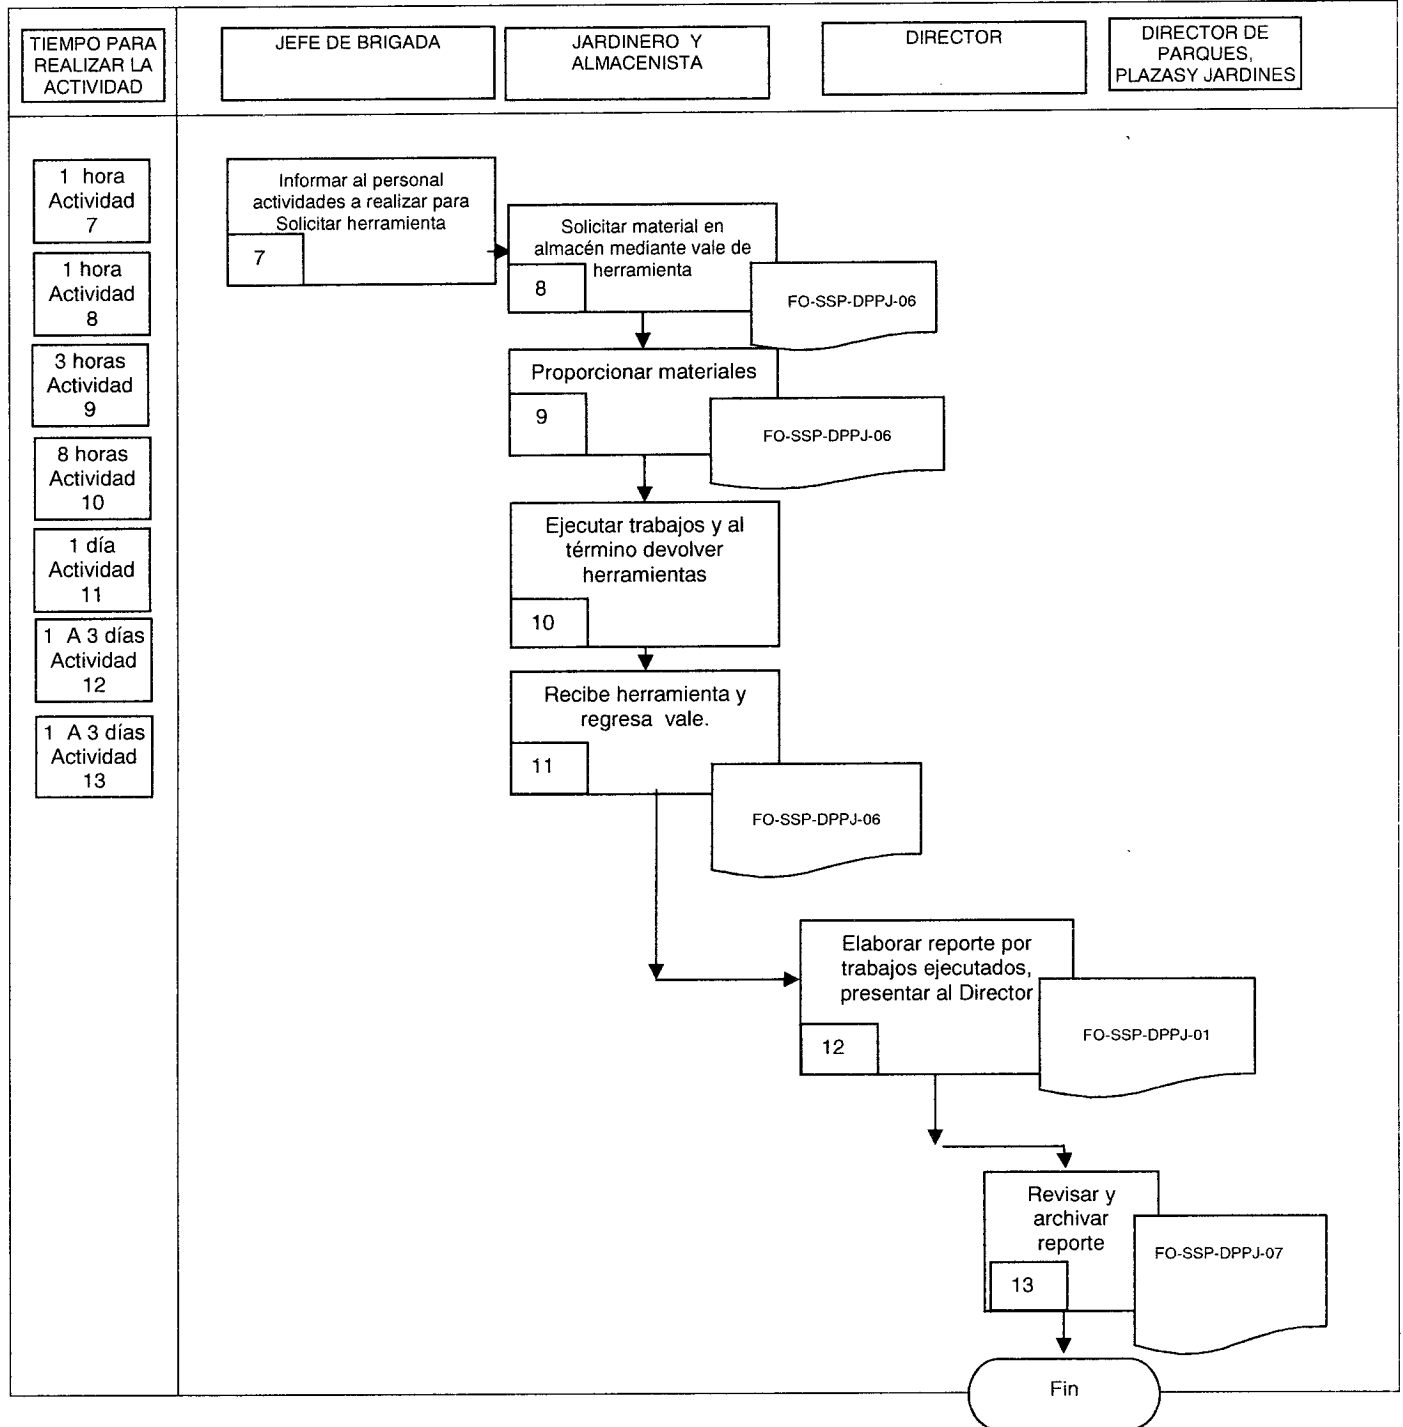 TIEMPO PARA
REALIZAR LA
ACTIVIDAD
JEFE DE BRIGADA
JARDINERO Y
ALMACENISTA
DIRECTOR
DIRECTOR DE
PARQUES,
PLAZASY JARDINES
1 hora
Actividad
7
1 hora
Actividad
8
3 horas
Actividad
9
8 horas
Actividad
10
1 día
Actividad
11
1 A 3 días
Actividad
12
1 A 3 días
Actividad
13
Informar al personal
actividades a realizar para
Solicitar herramienta
7
Solicitar material en
almacén mediante vale de
herramienta
8
FO-SSP-DPPJ-06
Proporcionar materiales
9
FO-SSP-DPPJ-06
Ejecutar trabajos y al
término devolver
herramientas
10
Recibe herramienta y
regresa vale.
11
FO-SSP-DPPJ-06
Elaborar reporte por
trabajos ejecutados,
presentar al Director
12
FO-SSP-DPPJ-01
Revisar y
archivar
reporte
13
FO-SSP-DPPJ-07
Fin